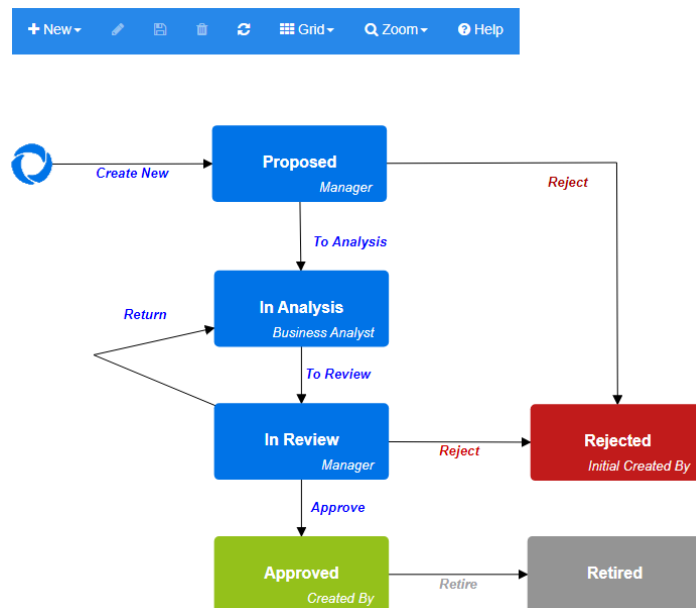 New
Grid
Zoom
Help
Proposed
Manager
Create New
Reject
To Analysis
In Analysis
Business Analyst
Return
To Review
In Review
Manager
Reject
Rejected
Initial Created By
Approve
Approved
Created By
Retire
Retired